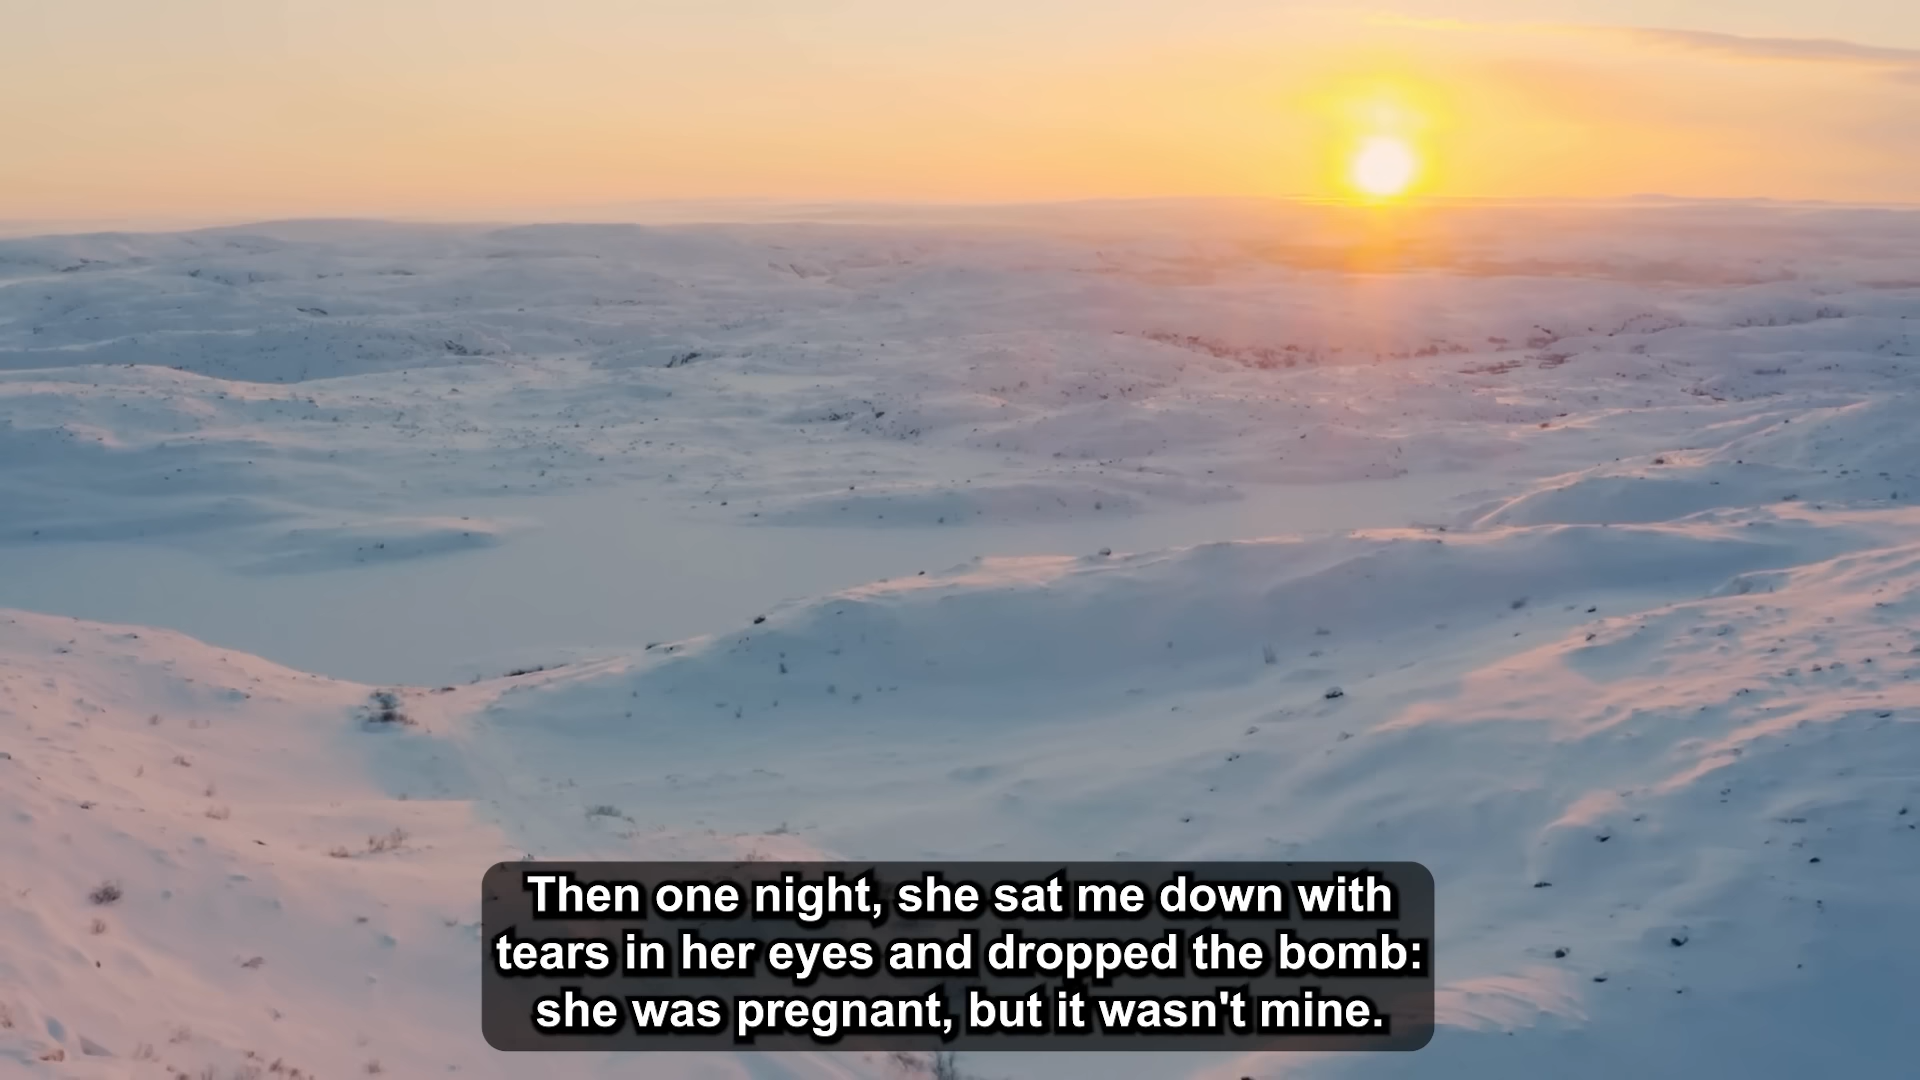 Then one night, she sat me down with
tears in her eyes and dropped the bomb:
she was pregnant, but it wasn't mine.